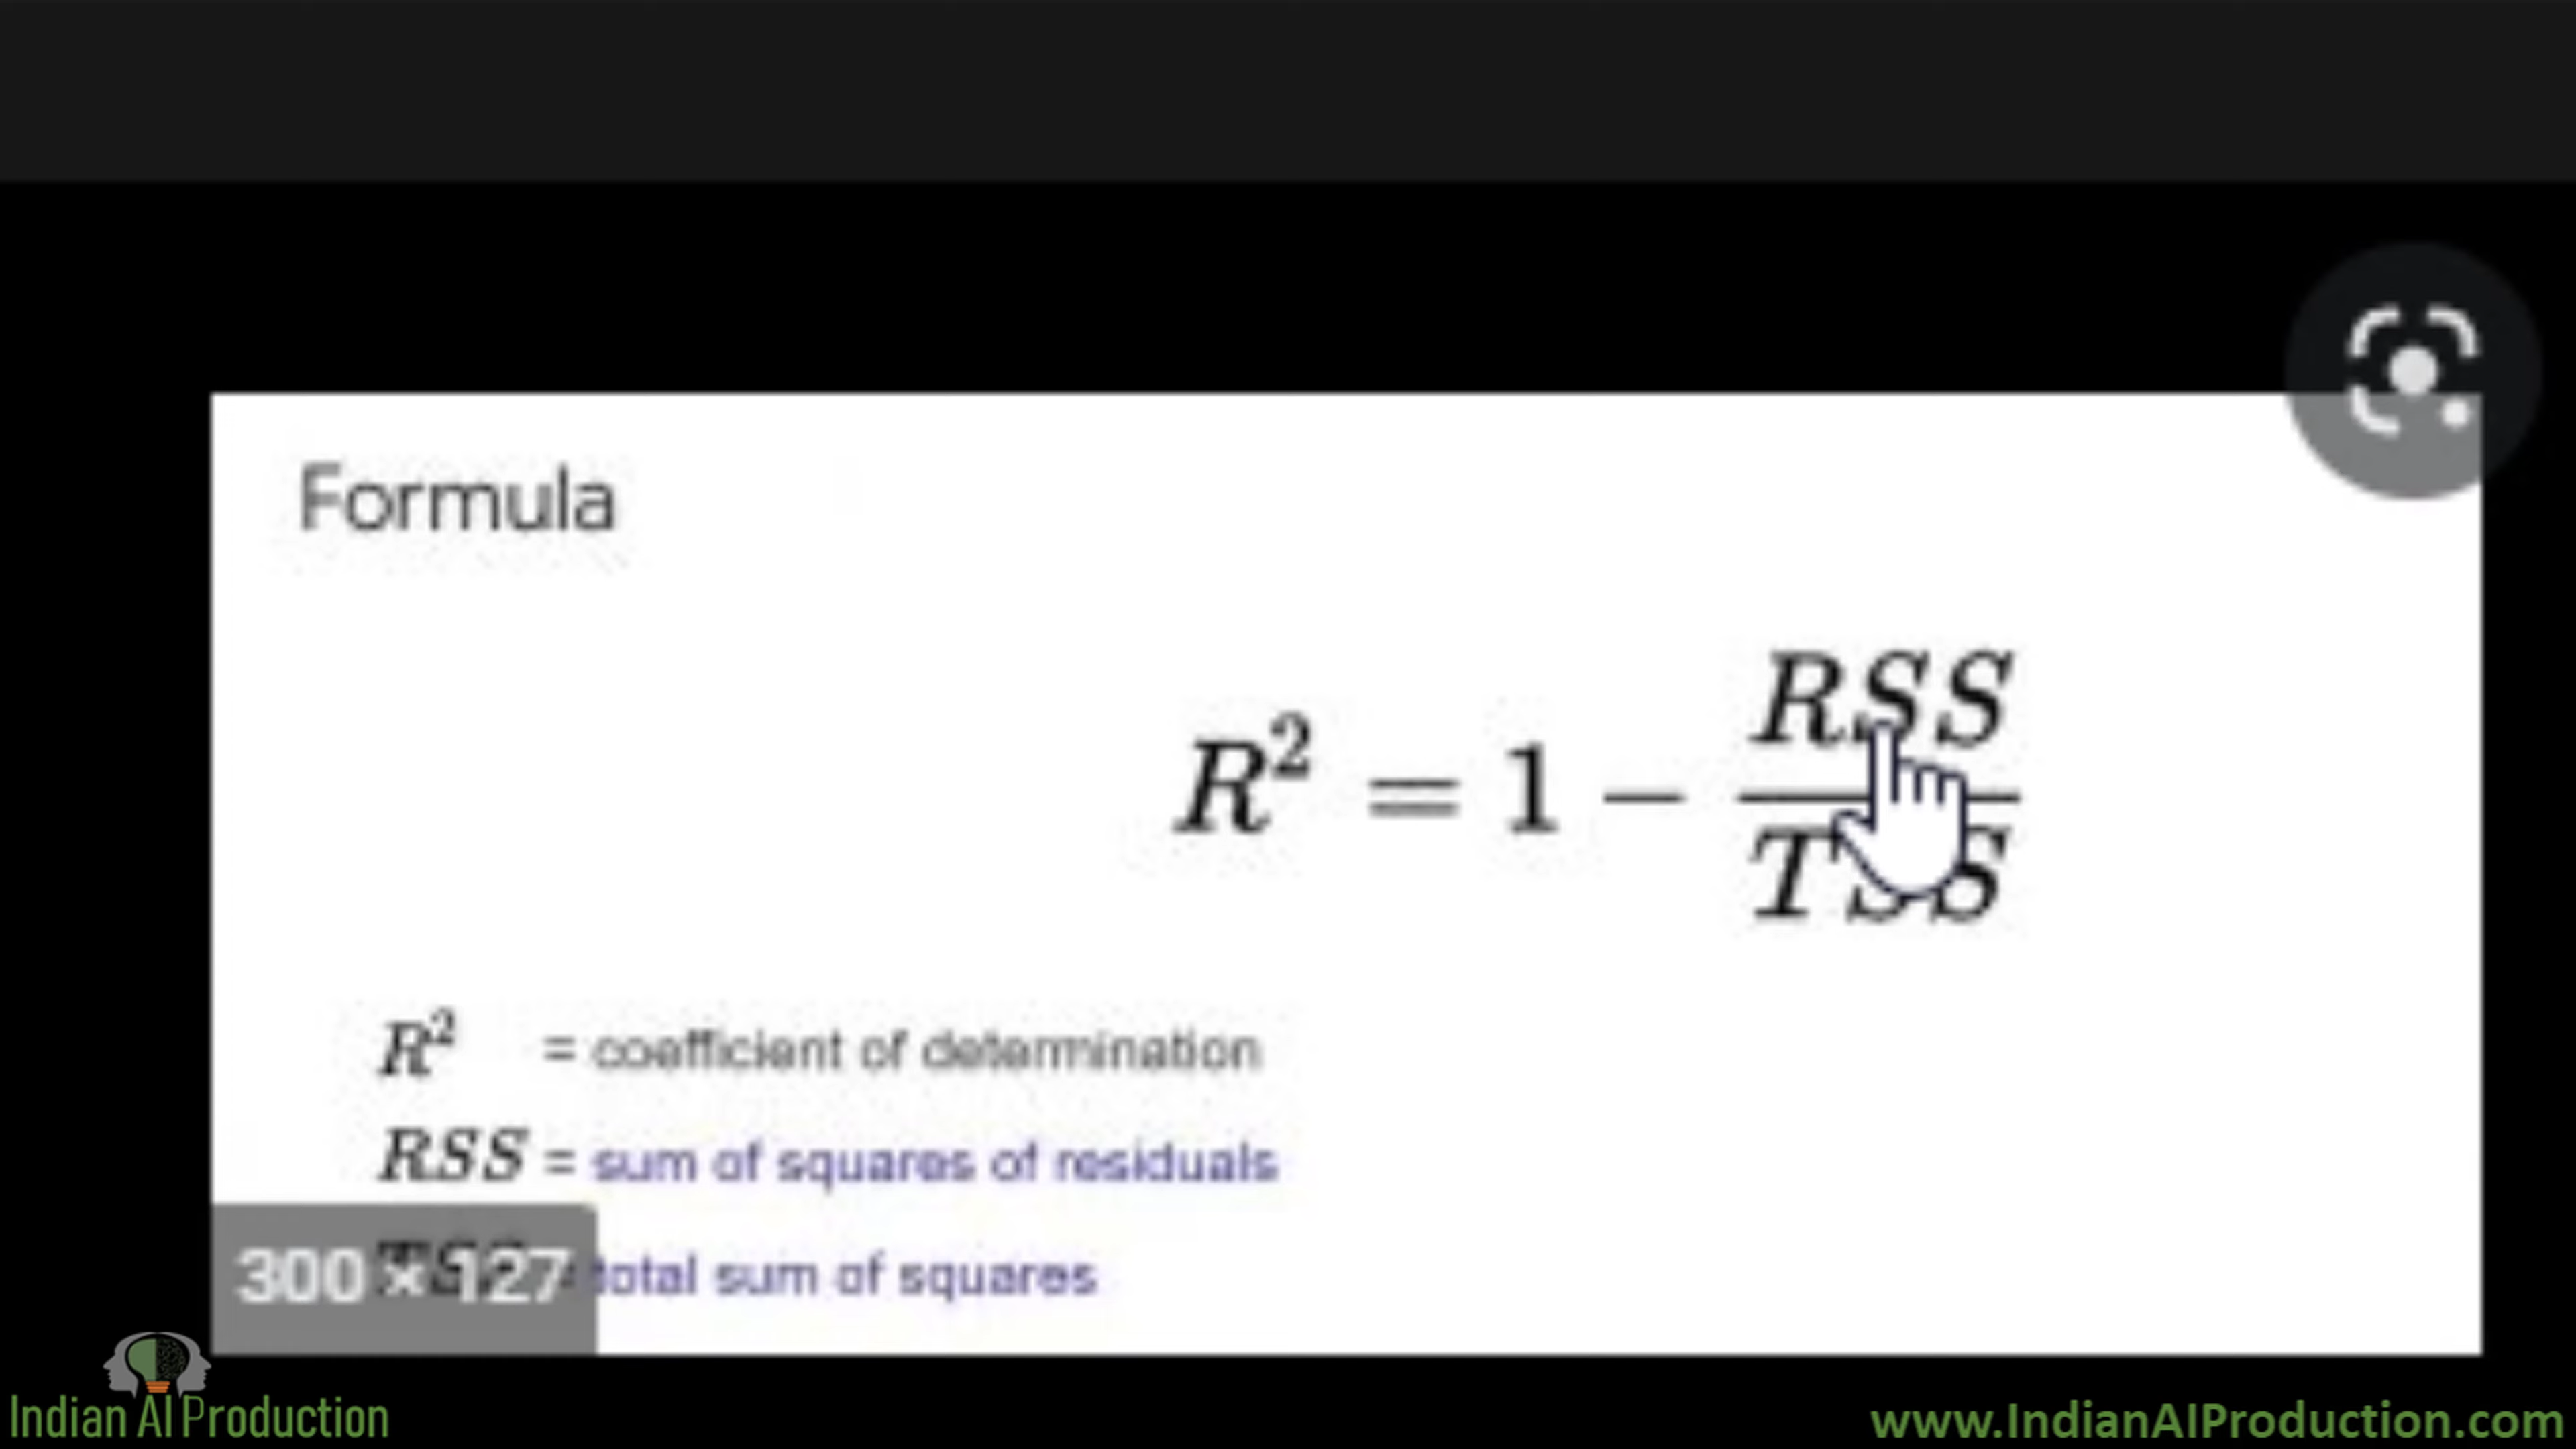 Formula
R² = 1 − RSS / TSS
R² = coefficient of determination
RSS = sum of squares of residuals
total sum of squares
300 × 127
Indian AI Production
www.IndianAIProduction.com